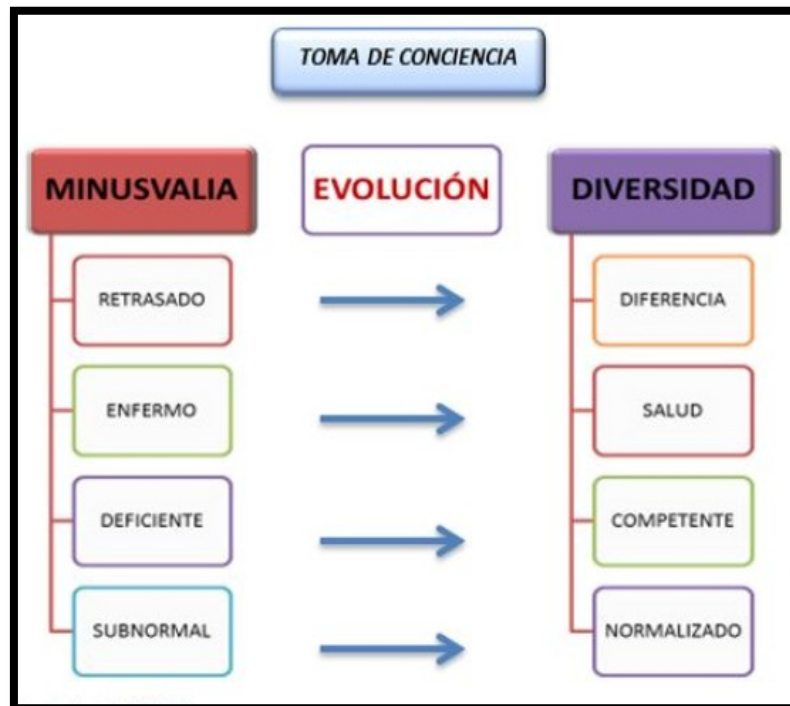 TOMA DE CONCIENCIA
MINUSVALIA
EVOLUCIÓN
DIVERSIDAD
RETRASADO
DIFERENCIA
ENFERMO
SALUD
DEFICIENTE
COMPETENTE
SUBNORMAL
NORMALIZADO